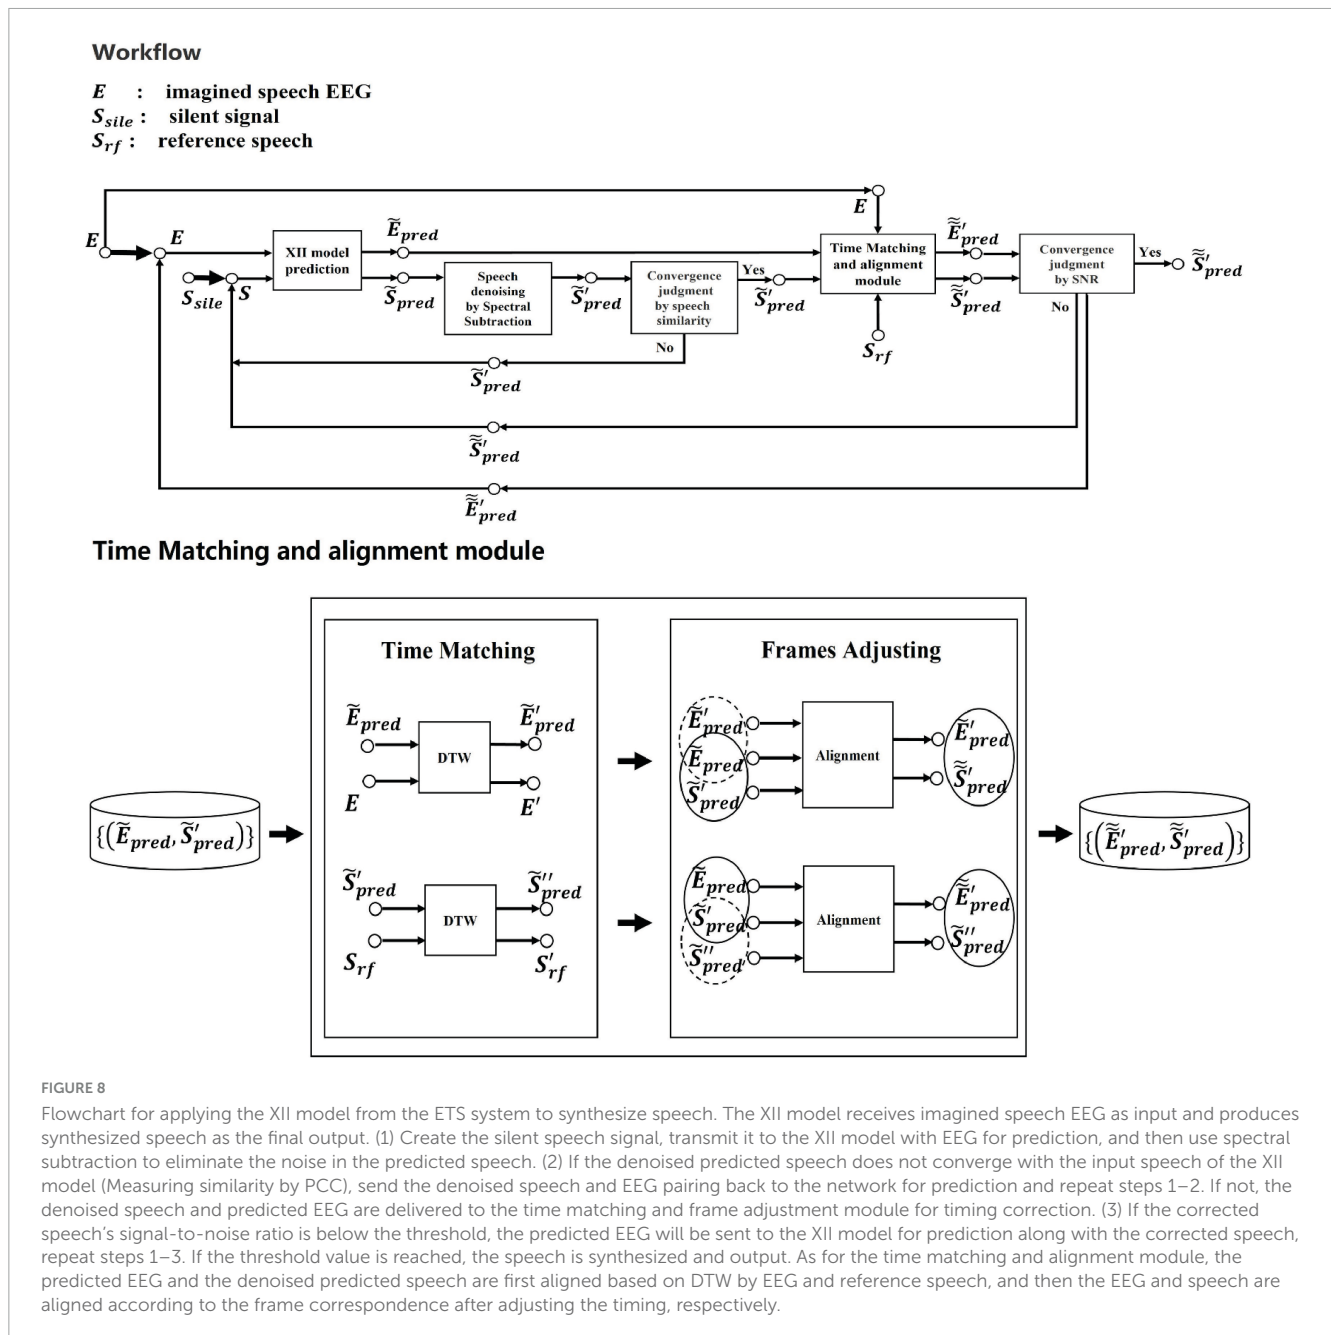 Workflow
E : imagined speech EEG
S_sile : silent signal
S_rf : reference speech
E
E
E
S_sile
S
XII model
prediction
Ẽ_pred
S̃_pred
Speech
denoising
by Spectral
Subtraction
S̃'_pred
Convergence
judgment
by speech
similarity
Yes
No
S̃'_pred
Time Matching
and alignment
module
S_rf
Ẽ̃'_pred
S̃̃'_pred
Convergence
judgment
by SNR
Yes
No
S̃̃'_pred
S̃'_pred
S̃̃'_pred
Ẽ̃'_pred
Time Matching and alignment module
{(Ẽ_pred, S̃'_pred)}
Time Matching
Ẽ_pred
E
DTW
Ẽ'_pred
E'
S̃'_pred
S_rf
DTW
S̃''_pred
S'_rf
Frames Adjusting
Ẽ'_pred
Ẽ_pred
S̃'_pred
Alignment
Ẽ'_pred
S̃̃'_pred
Ẽ_pred
S̃'_pred
S̃''_pred
Alignment
Ẽ̃'_pred
S̃''_pred
{(Ẽ̃'_pred, S̃̃'_pred)}
FIGURE 8
Flowchart for applying the XII model from the ETS system to synthesize speech. The XII model receives imagined speech EEG as input and produces
synthesized speech as the final output. (1) Create the silent speech signal, transmit it to the XII model with EEG for prediction, and then use spectral
subtraction to eliminate the noise in the predicted speech. (2) If the denoised predicted speech does not converge with the input speech of the XII
model (Measuring similarity by PCC), send the denoised speech and EEG pairing back to the network for prediction and repeat steps 1–2. If not, the
denoised speech and predicted EEG are delivered to the time matching and frame adjustment module for timing correction. (3) If the corrected
speech's signal-to-noise ratio is below the threshold, the predicted EEG will be sent to the XII model for prediction along with the corrected speech,
repeat steps 1–3. If the threshold value is reached, the speech is synthesized and output. As for the time matching and alignment module, the
predicted EEG and the denoised predicted speech are first aligned based on DTW by EEG and reference speech, and then the EEG and speech are
aligned according to the frame correspondence after adjusting the timing, respectively.